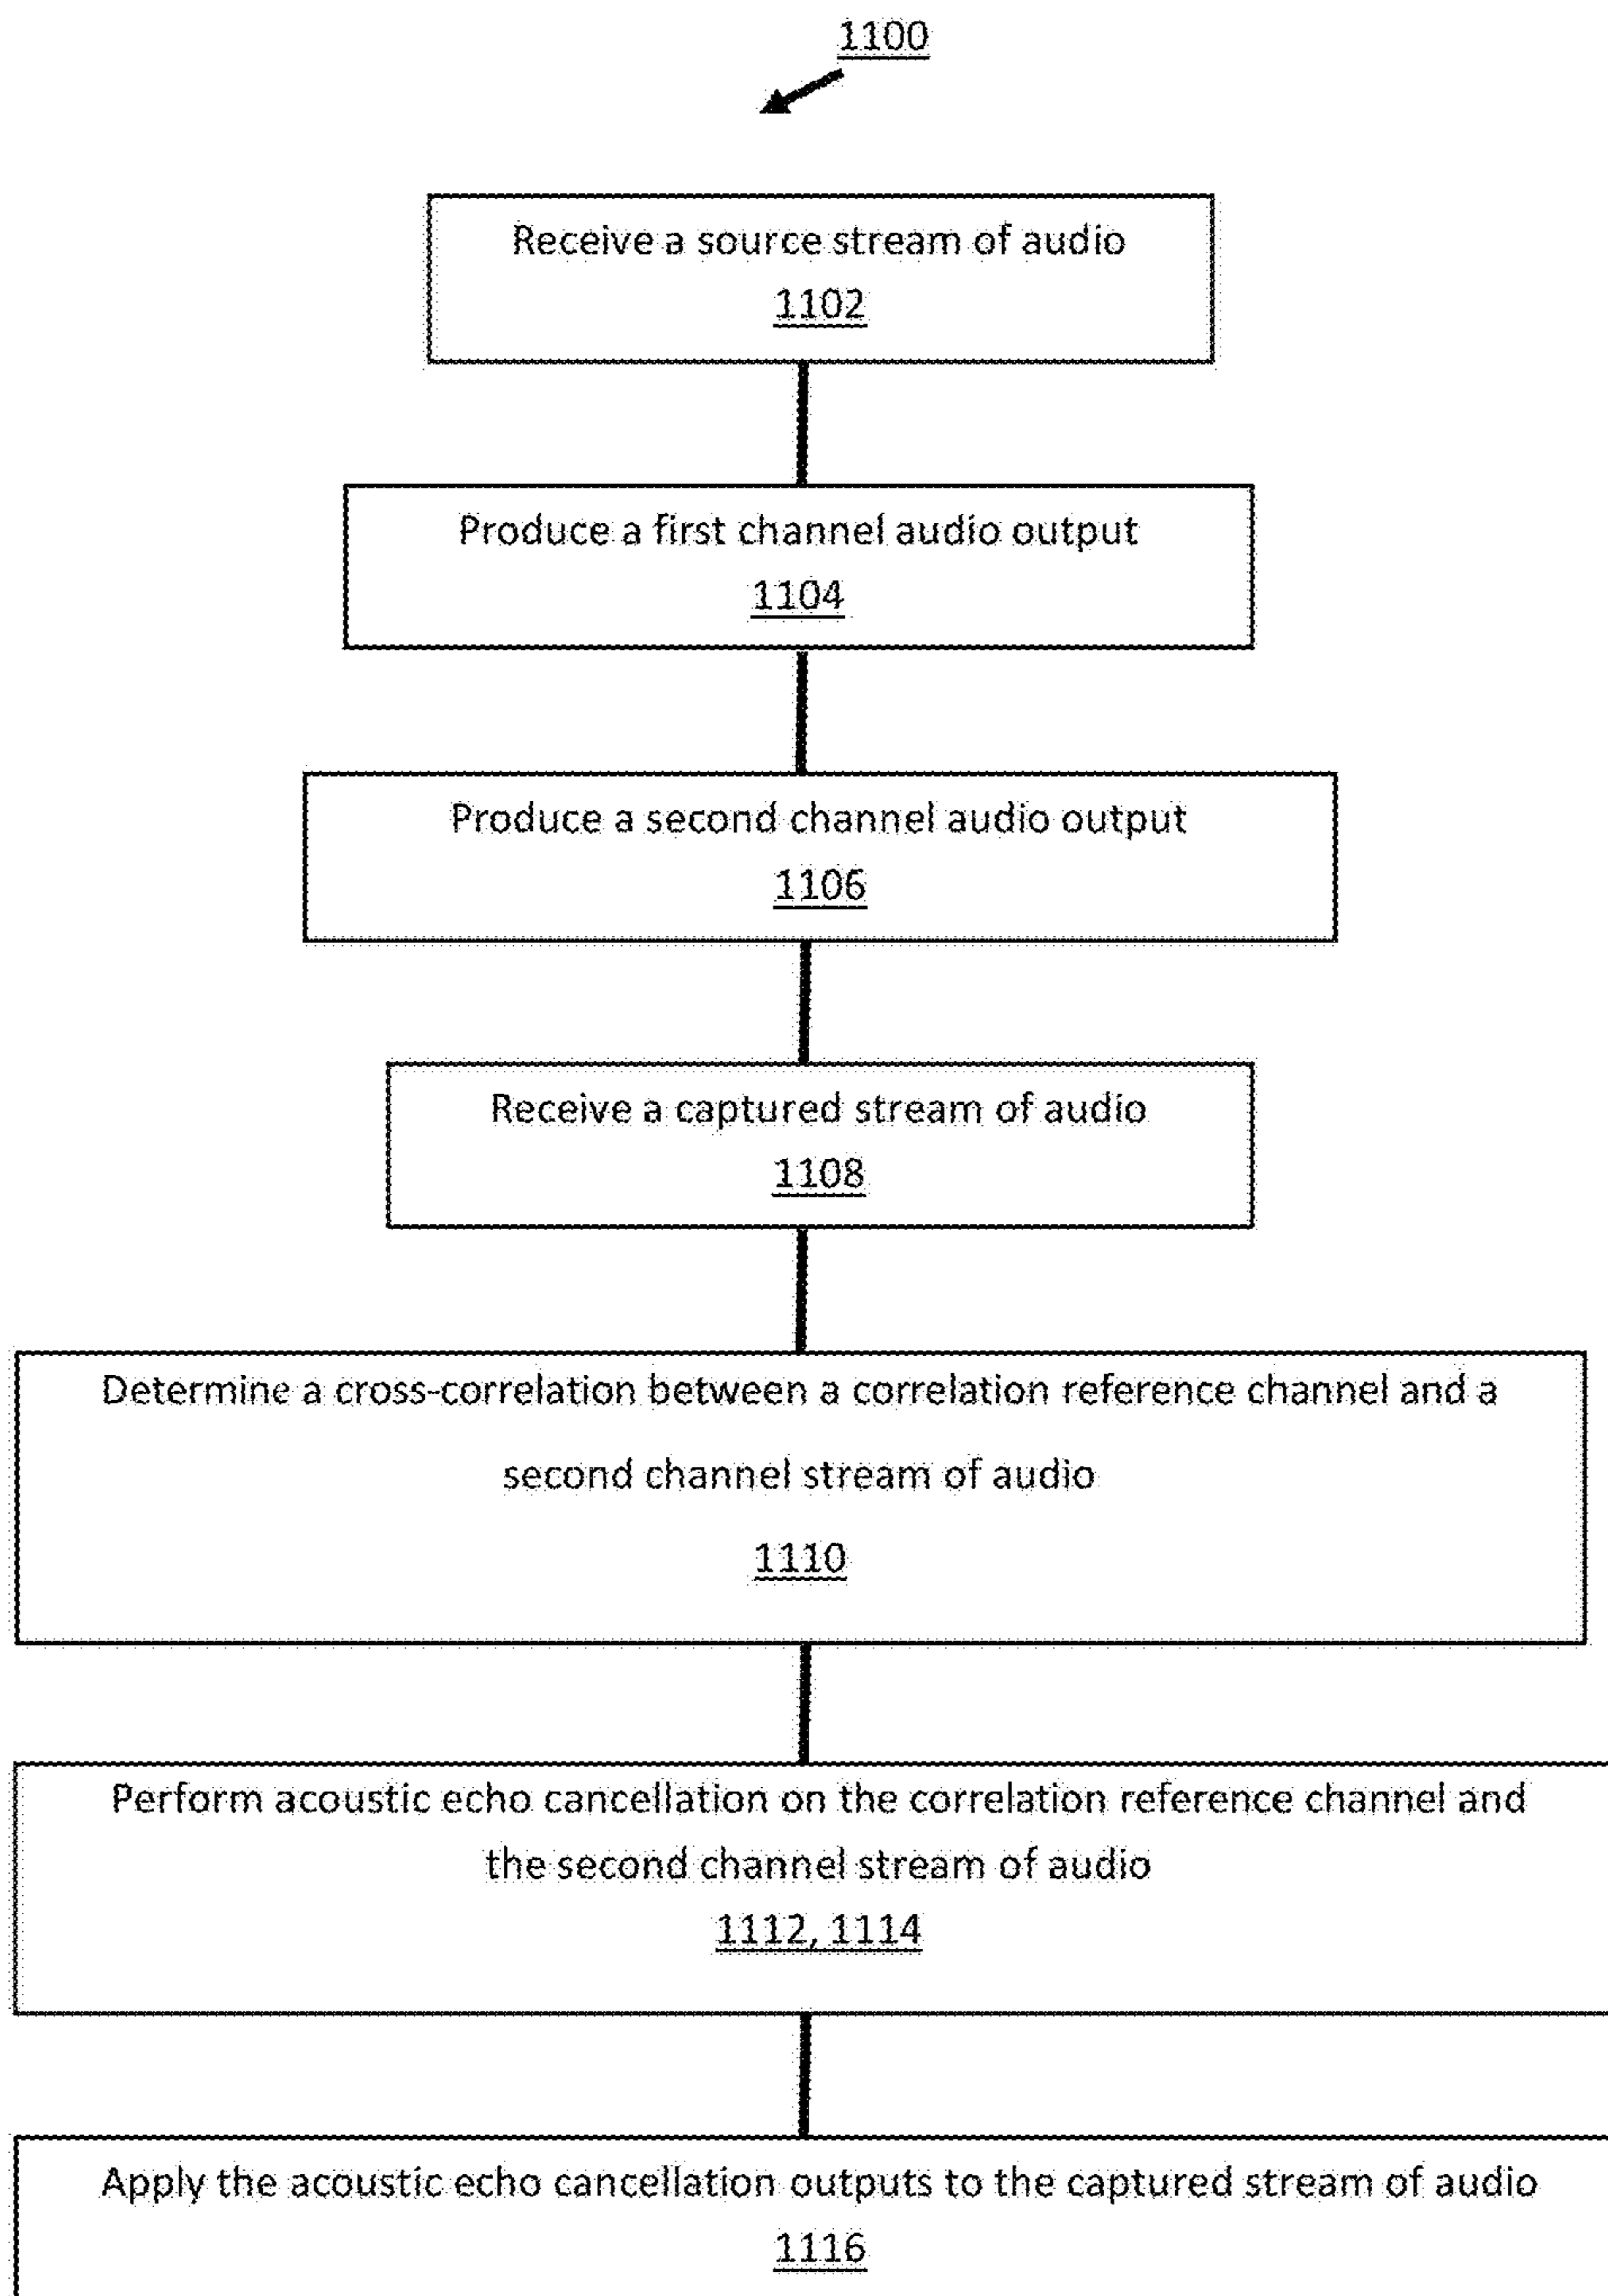 1100
Receive a source stream of audio
1102
Produce a first channel audio output
1104
Produce a second channel audio output
1106
Receive a captured stream of audio
1108
Determine a cross-correlation between a correlation reference channel and a
second channel stream of audio
1110
Perform acoustic echo cancellation on the correlation reference channel and
the second channel stream of audio
1112, 1114
Apply the acoustic echo cancellation outputs to the captured stream of audio
1116